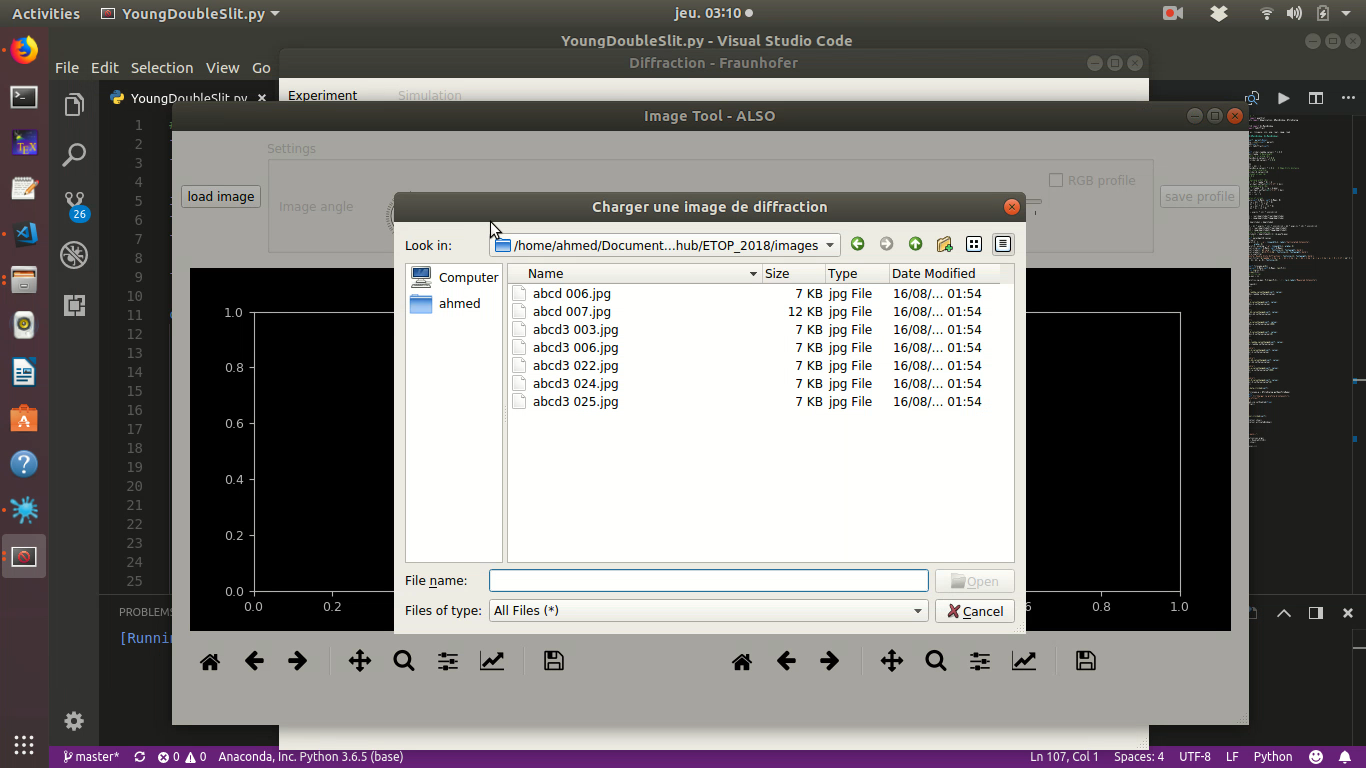 Activities YoungDoubleSlit.py jeu. 03:10
YoungDoubleSlit.py - Visual Studio Code
File Edit Selection View Go
Diffraction - Fraunhofer
Experiment Simulation
YoungDoubleSlit.py
Image Tool - ALSO
Settings
load image
Image angle
RGB profile
save profile
Charger une image de diffraction
Look in: /home/ahmed/Document...hub/ETOP_2018/images
Computer
ahmed
Name Size Type Date Modified
abcd 006.jpg 7 KB jpg File 16/08/... 01:54
abcd 007.jpg 12 KB jpg File 16/08/... 01:54
abcd3 003.jpg 7 KB jpg File 16/08/... 01:54
abcd3 006.jpg 7 KB jpg File 16/08/... 01:54
abcd3 022.jpg 7 KB jpg File 16/08/... 01:54
abcd3 024.jpg 7 KB jpg File 16/08/... 01:54
abcd3 025.jpg 7 KB jpg File 16/08/... 01:54
File name: Open
Files of type: All Files (*) Cancel
1
2
3
4
5
6
7
8
9
10
11
12
13
14
15
16
17
18
19
20
21
22
23
24
25
26
1.0
0.8
0.6
0.4
0.2
0.0
0.0 0.2 0.8 1.0
PROBLEMS
master* 0 0 Anaconda, Inc. Python 3.6.5 (base) Ln 107, Col 1 Spaces: 4 UTF-8 LF Python